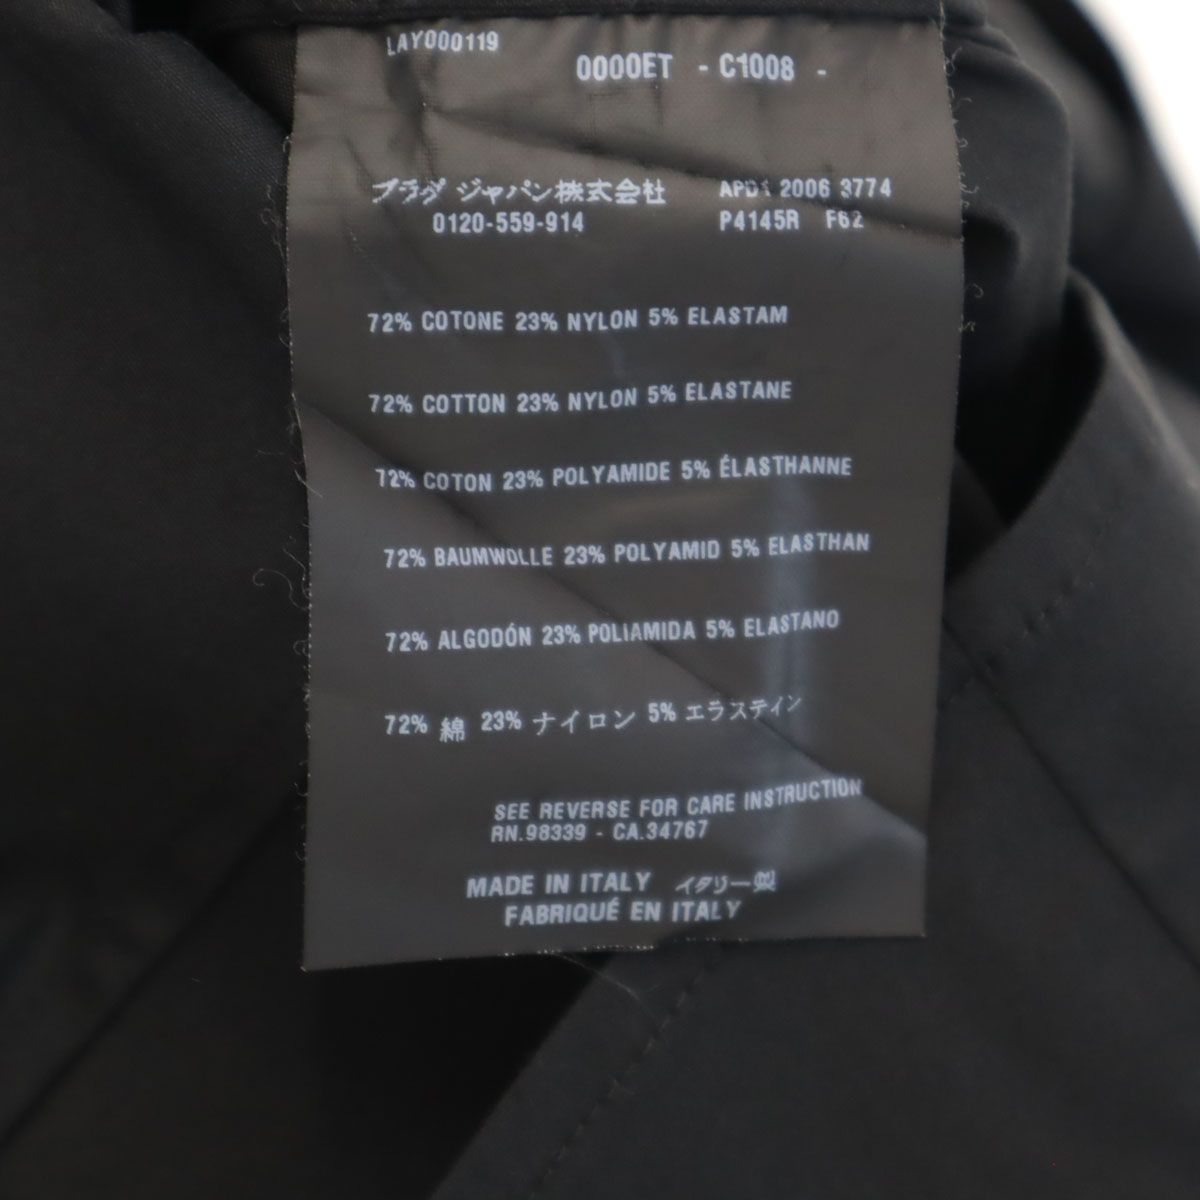 LAY000119
0000ET - C1008 -
プラダ ジャパン株式会社 APD1 2006 3774
0120-559-914 P4145R F62
72% COTONE 23% NYLON 5% ELASTAM
72% COTTON 23% NYLON 5% ELASTANE
72% COTON 23% POLYAMIDE 5% ÉLASTHANNE
72% BAUMWOLLE 23% POLYAMID 5% ELASTHAN
72% ALGODÓN 23% POLIAMIDA 5% ELASTANO
72% 綿 23% ナイロン 5% エラスティン
SEE REVERSE FOR CARE INSTRUCTION
RN.98339 - CA.34767
MADE IN ITALY イタリー製
FABRIQUÉ EN ITALY